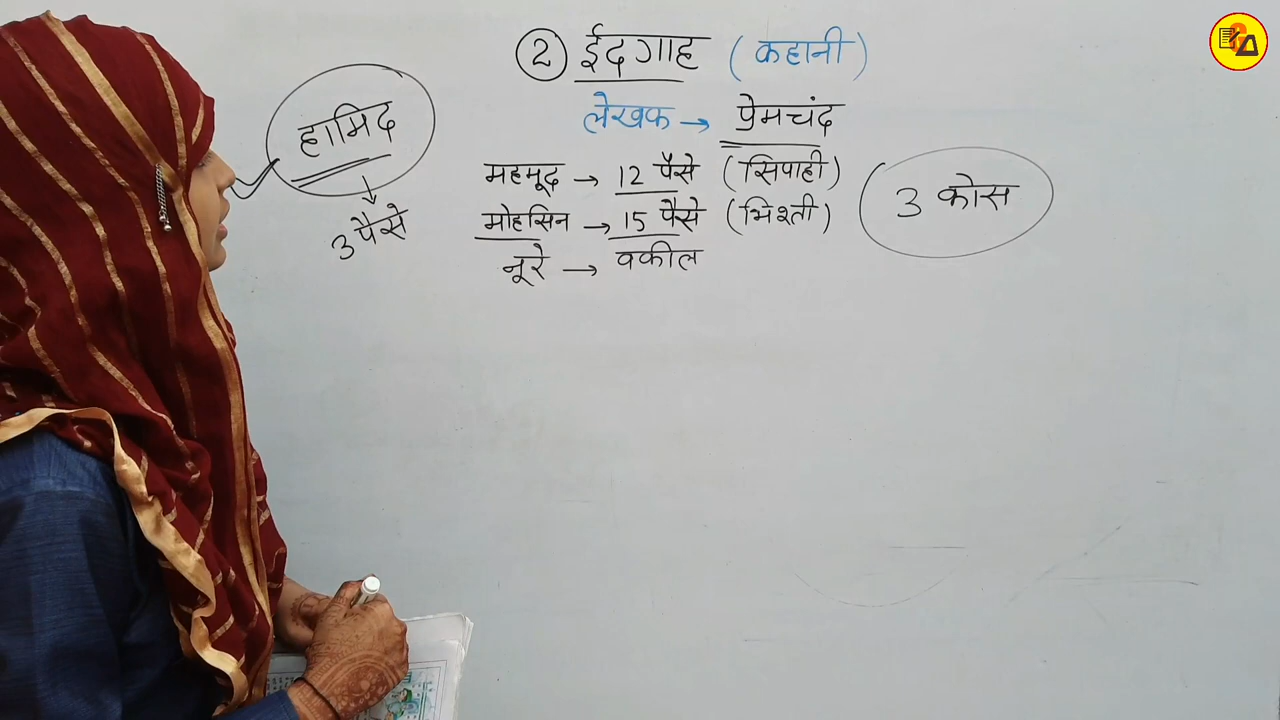 ② ईदगाह (कहानी)
लेखक → प्रेमचंद
हामिद
↓
3 पैसे
महमूद → 12 पैसे (सिपाही)
मोहसिन → 15 पैसे (भिश्ती)
नूरे → वकील
3 कोस